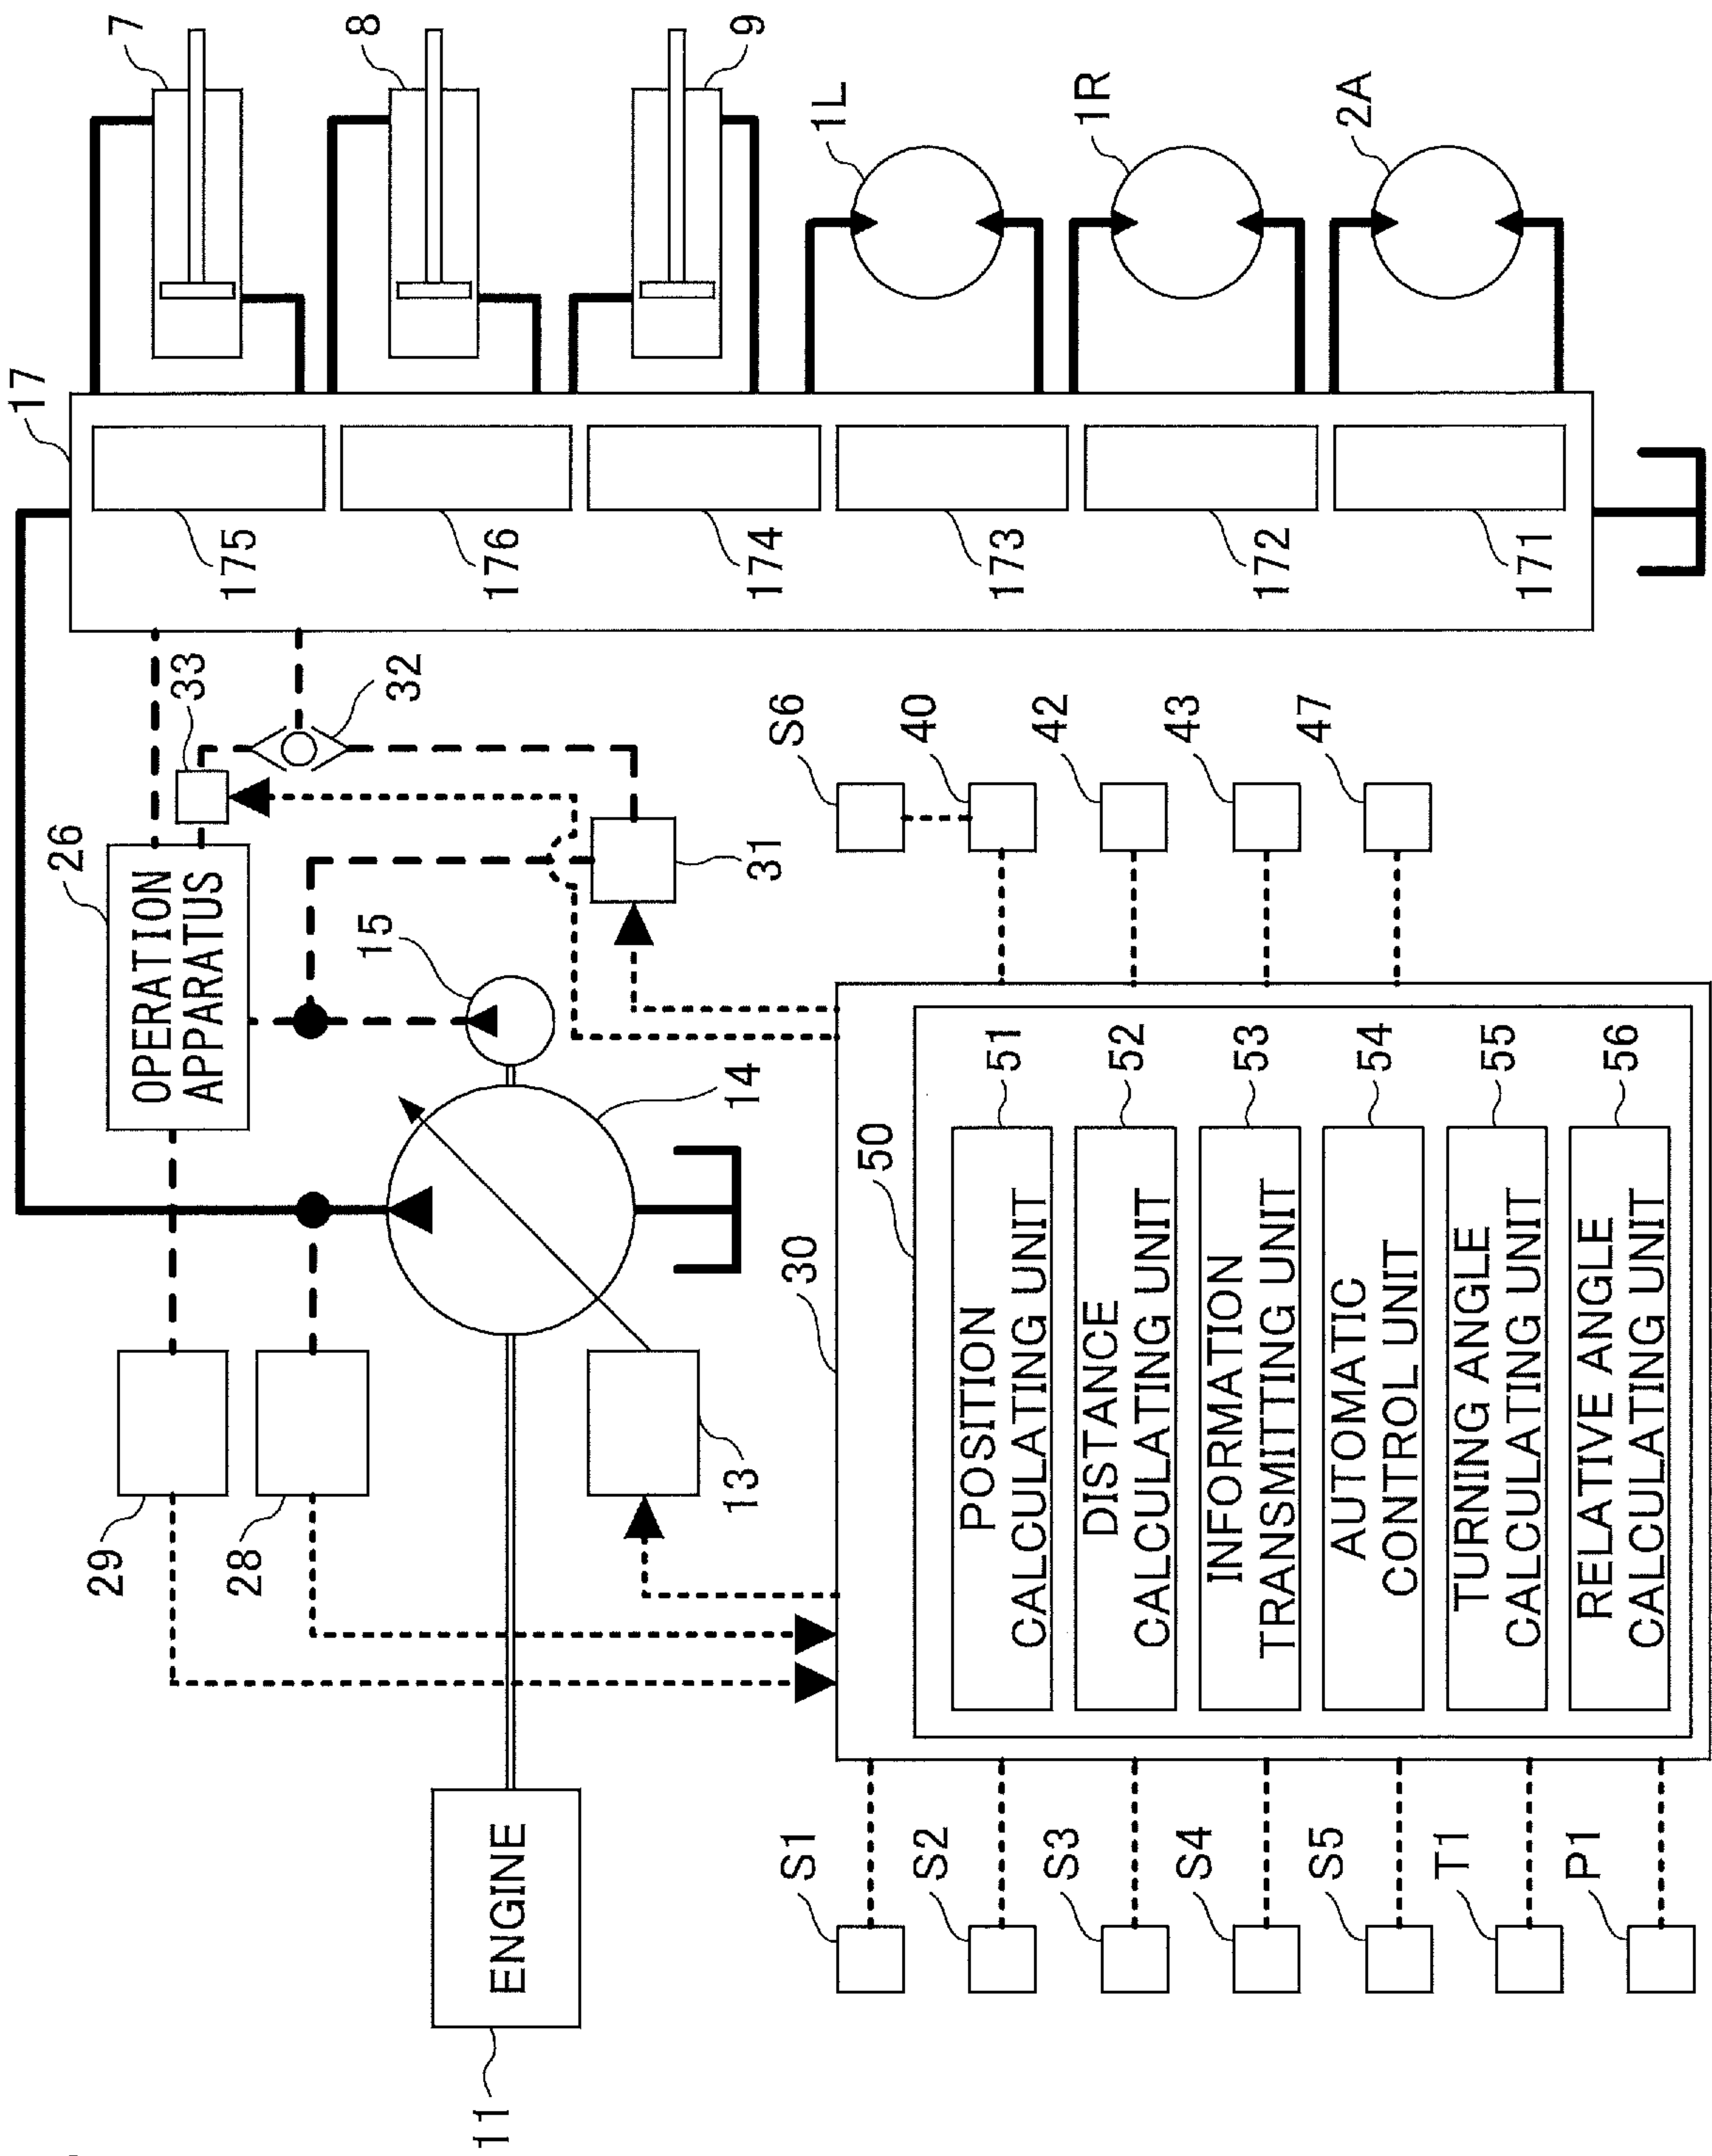 7
8
9
1L
1R
2A
17
175
176
174
173
172
171
33
32
26
OPERATION
APPARATUS
31
15
14
S6
40
42
43
47
29
28
13
30
50
POSITION
CALCULATING UNIT
51
DISTANCE
CALCULATING UNIT
52
INFORMATION
TRANSMITTING UNIT
53
AUTOMATIC
CONTROL UNIT
54
TURNING ANGLE
CALCULATING UNIT
55
RELATIVE ANGLE
CALCULATING UNIT
56
ENGINE
11
S1
S2
S3
S4
S5
T1
P1